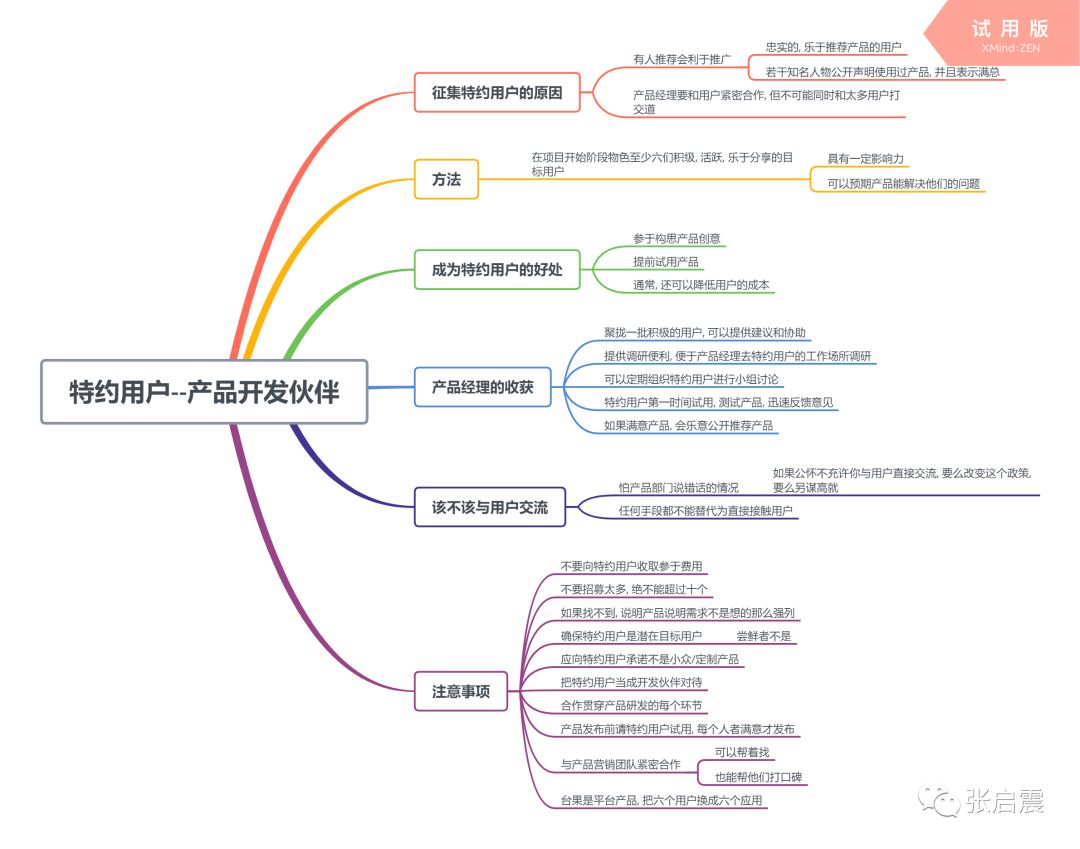 试用版
XMind:ZEN
特约用户--产品开发伙伴
征集特约用户的原因
有人推荐会利于推广
忠实的, 乐于推荐产品的用户
若干知名人物公开声明使用过产品, 并且表示满总
产品经理要和用户紧密合作, 但不可能同时和太多用户打
交道
方法
在项目开始阶段物色至少六们积级, 活跃, 乐于分享的目
标用户
具有一定影响力
可以预期产品能解决他们的问题
成为特约用户的好处
参于构思产品创意
提前试用产品
通常, 还可以降低用户的成本
产品经理的收获
聚拢一批积极的用户, 可以提供建议和协助
提供调研便利, 便于产品经理去特约用户的工作场所调研
可以定期组织特约用户进行小组讨论
特约用户第一时间试用, 测试产品, 迅速反馈意见
如果满意产品, 会乐意公开推荐产品
该不该与用户交流
怕产品部门说错话的情况
如果公怀不充许你与用户直接交流, 要么改变这个政策,
要么另谋高就
任何手段都不能替代为直接接触用户
注意事项
不要向特约用户收取参于费用
不要招募太多, 绝不能超过十个
如果找不到, 说明产品说明需求不是想的那么强列
确保特约用户是潜在目标用户
尝鲜者不是
应向特约用户承诺不是小众/定制产品
把特约用户当成开发伙伴对待
合作贯穿产品研发的每个环节
产品发布前请特约用户试用, 每个人者满意才发布
与产品营销团队紧密合作
可以帮着找
也能帮他们打口碑
台果是平台产品, 把六个用户换成六个应用
张启震